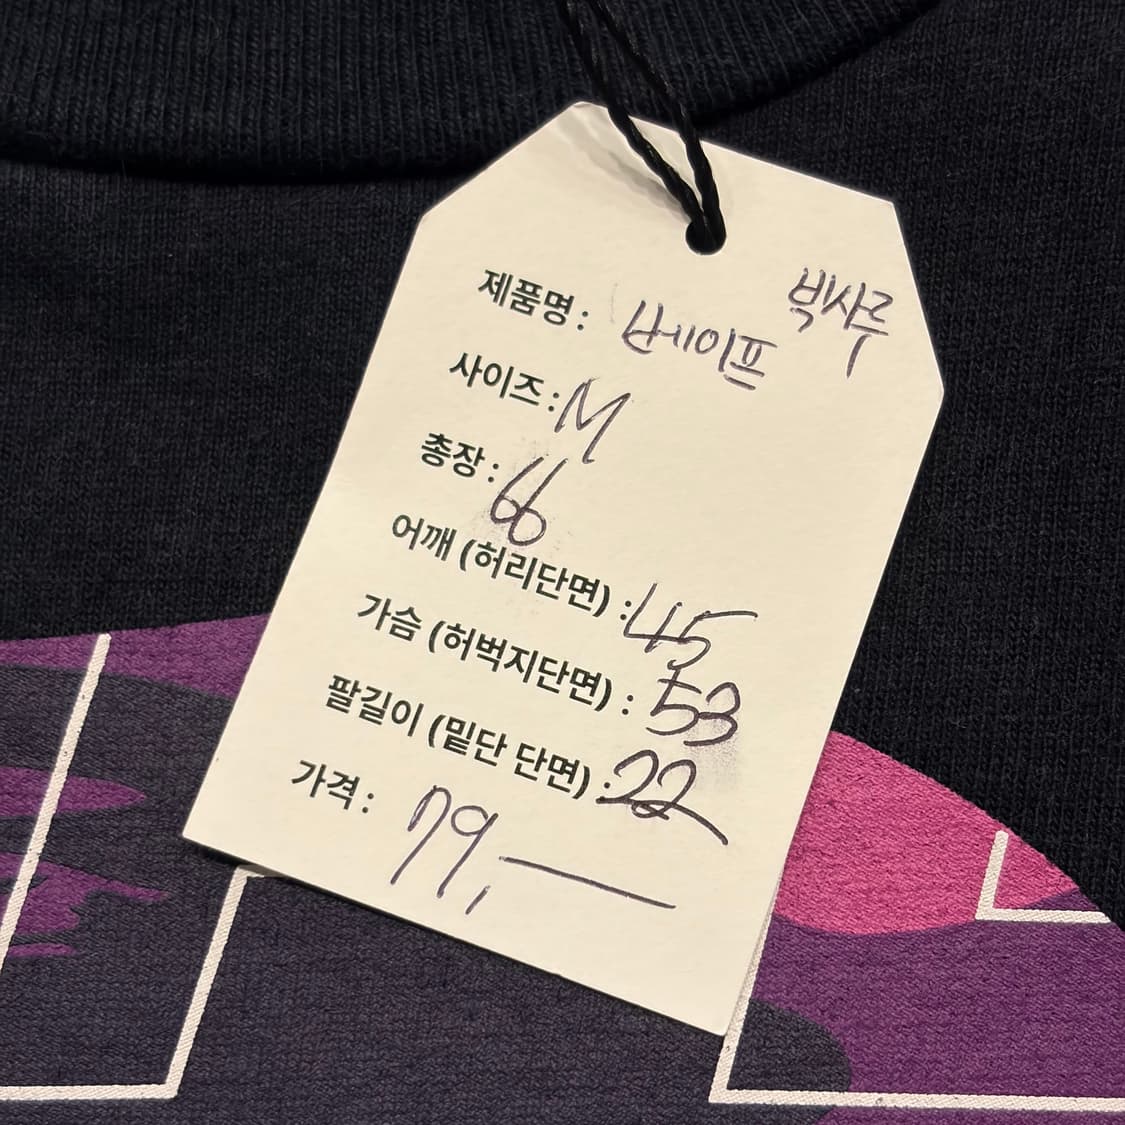 빅샤루
제품명 : 베이프
사이즈 : M
총장 : 66
어깨 (허리단면) : 45
가슴 (허벅지단면) : 53
팔길이 (밑단 단면) : 22
가격 : 79,—